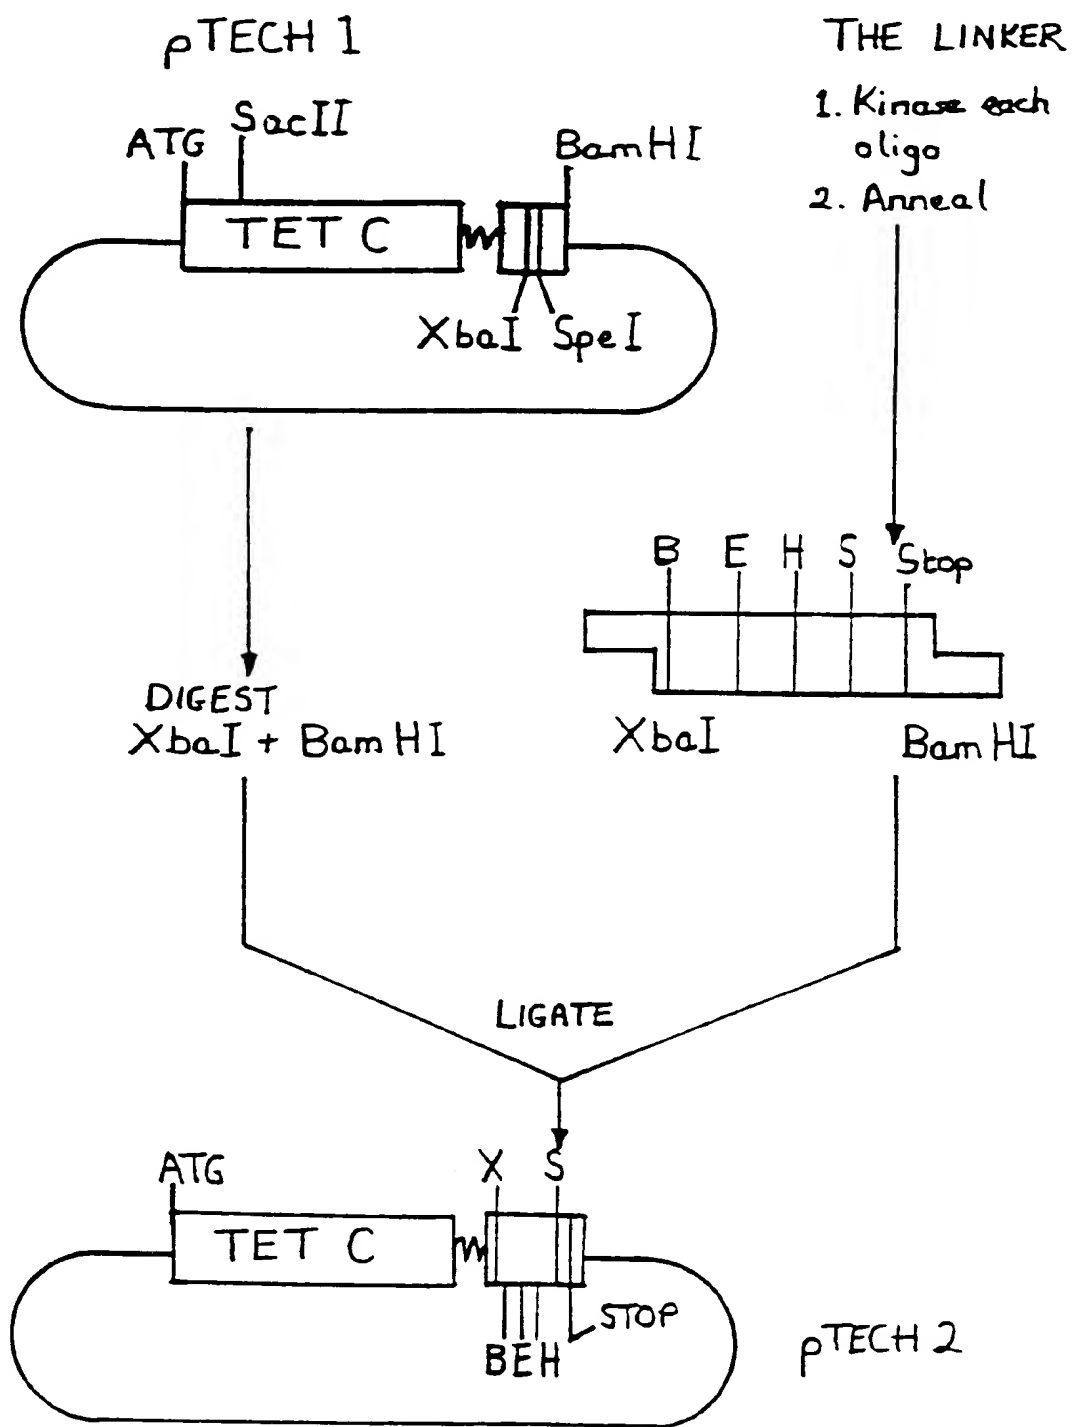 pTECH 1
THE LINKER
1. Kinase each
oligo
2. Anneal
ATG
SacII
BamHI
TET C
XbaI
SpeI
B
E
H
S
Stop
DIGEST
XbaI + BamHI
XbaI
BamHI
LIGATE
ATG
X
S
TET C
STOP
BEH
pTECH 2